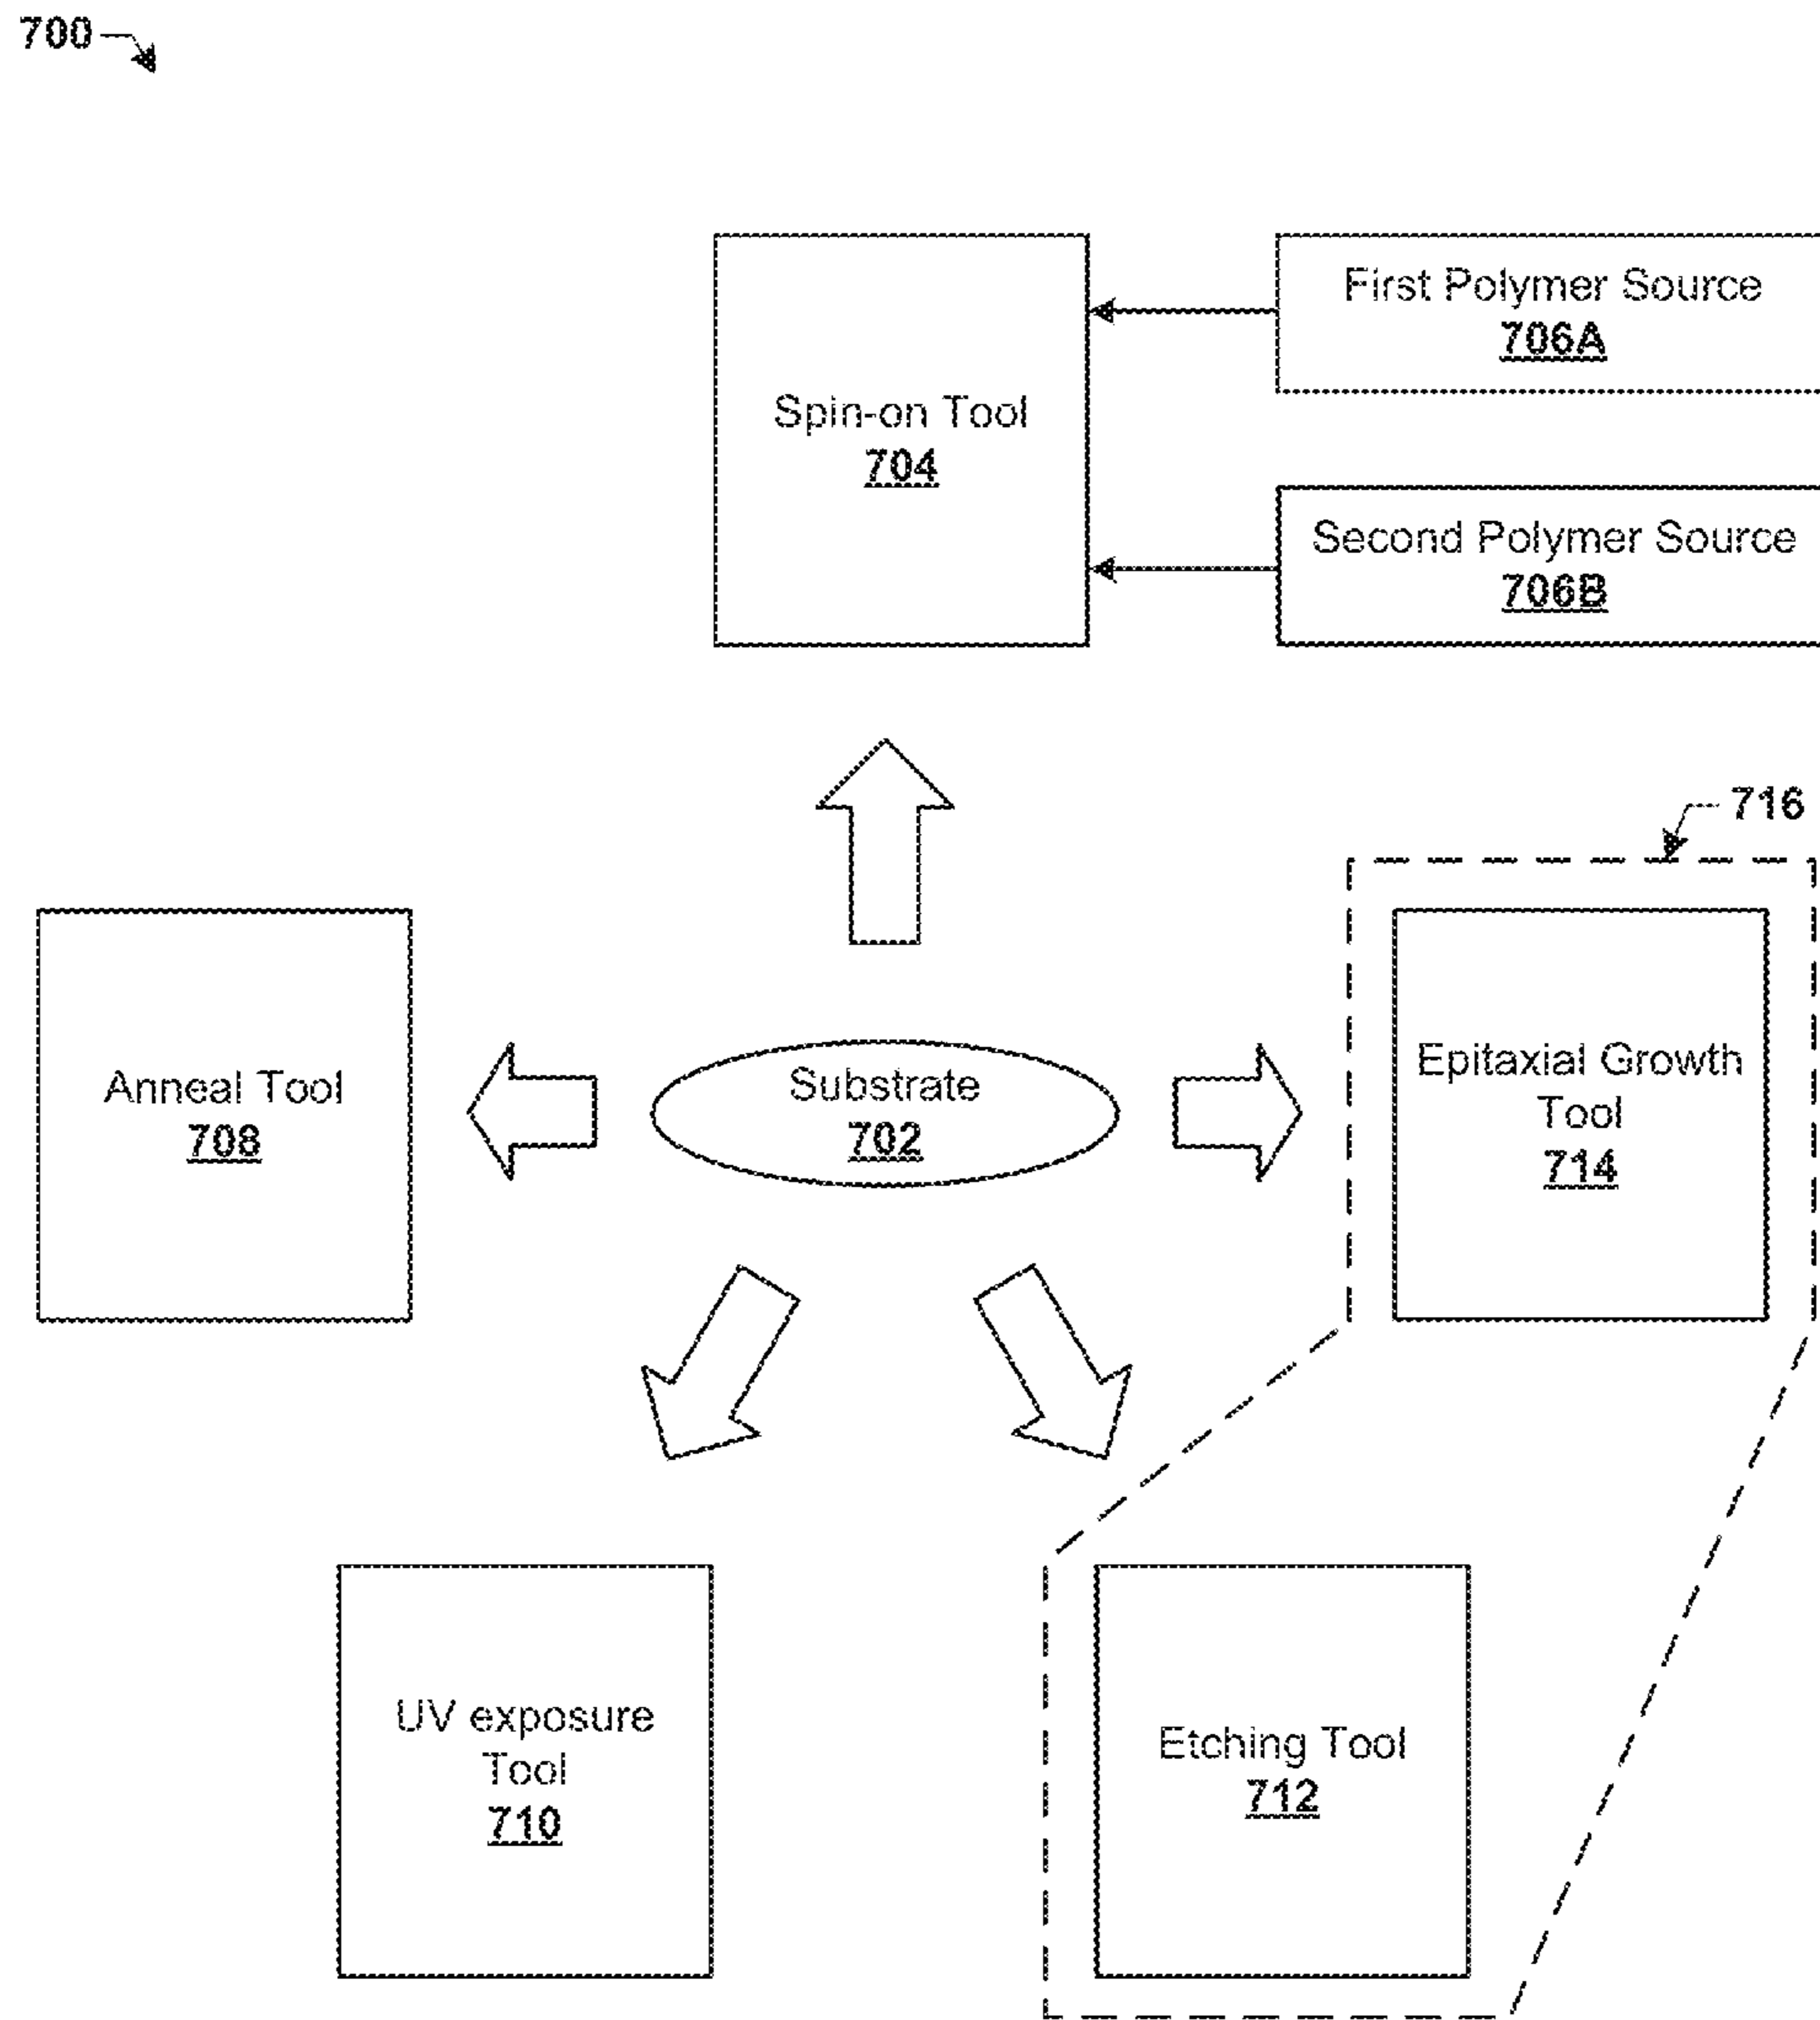 700
First Polymer Source
706A
Spin-on Tool
704
Second Polymer Source
706B
716
Anneal Tool
708
Substrate
702
Epitaxial Growth
Tool
714
UV exposure
Tool
710
Etching Tool
712